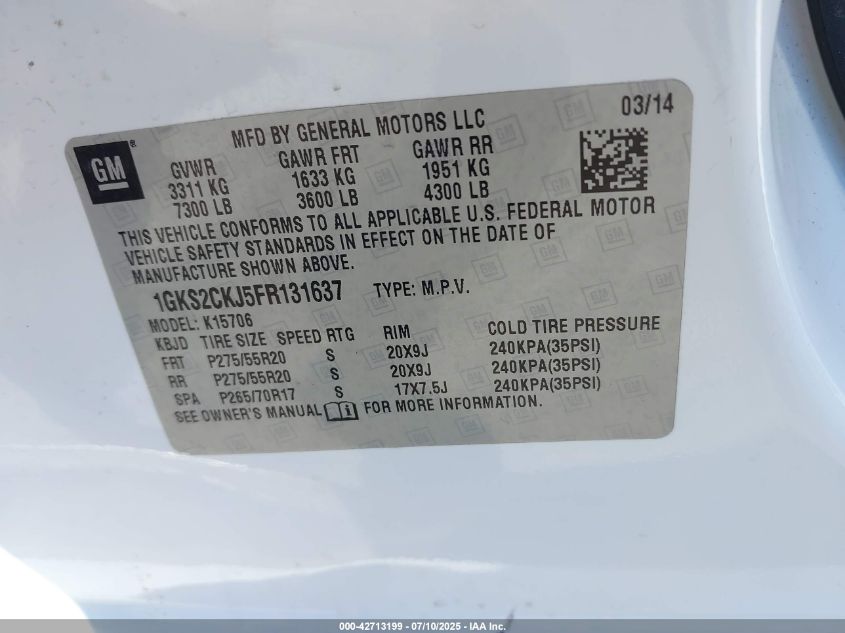 03/14
MFD BY GENERAL MOTORS LLC
GM®
GVWR GAWR FRT GAWR RR
3311 KG 1633 KG 1951 KG
7300 LB 3600 LB 4300 LB
THIS VEHICLE CONFORMS TO ALL APPLICABLE U.S. FEDERAL MOTOR
VEHICLE SAFETY STANDARDS IN EFFECT ON THE DATE OF
MANUFACTURE SHOWN ABOVE.
1GKS2CKJ5FR131637 TYPE: M.P.V.
MODEL: K15706
KBJD TIRE SIZE SPEED RTG RIM COLD TIRE PRESSURE
FRT P275/55R20 S 20X9J 240KPA(35PSI)
RR P275/55R20 S 20X9J 240KPA(35PSI)
SPA P265/70R17 S 17X7.5J 240KPA(35PSI)
SEE OWNER'S MANUAL FOR MORE INFORMATION.
000-42713199 - 07/10/2025 - IAA Inc.